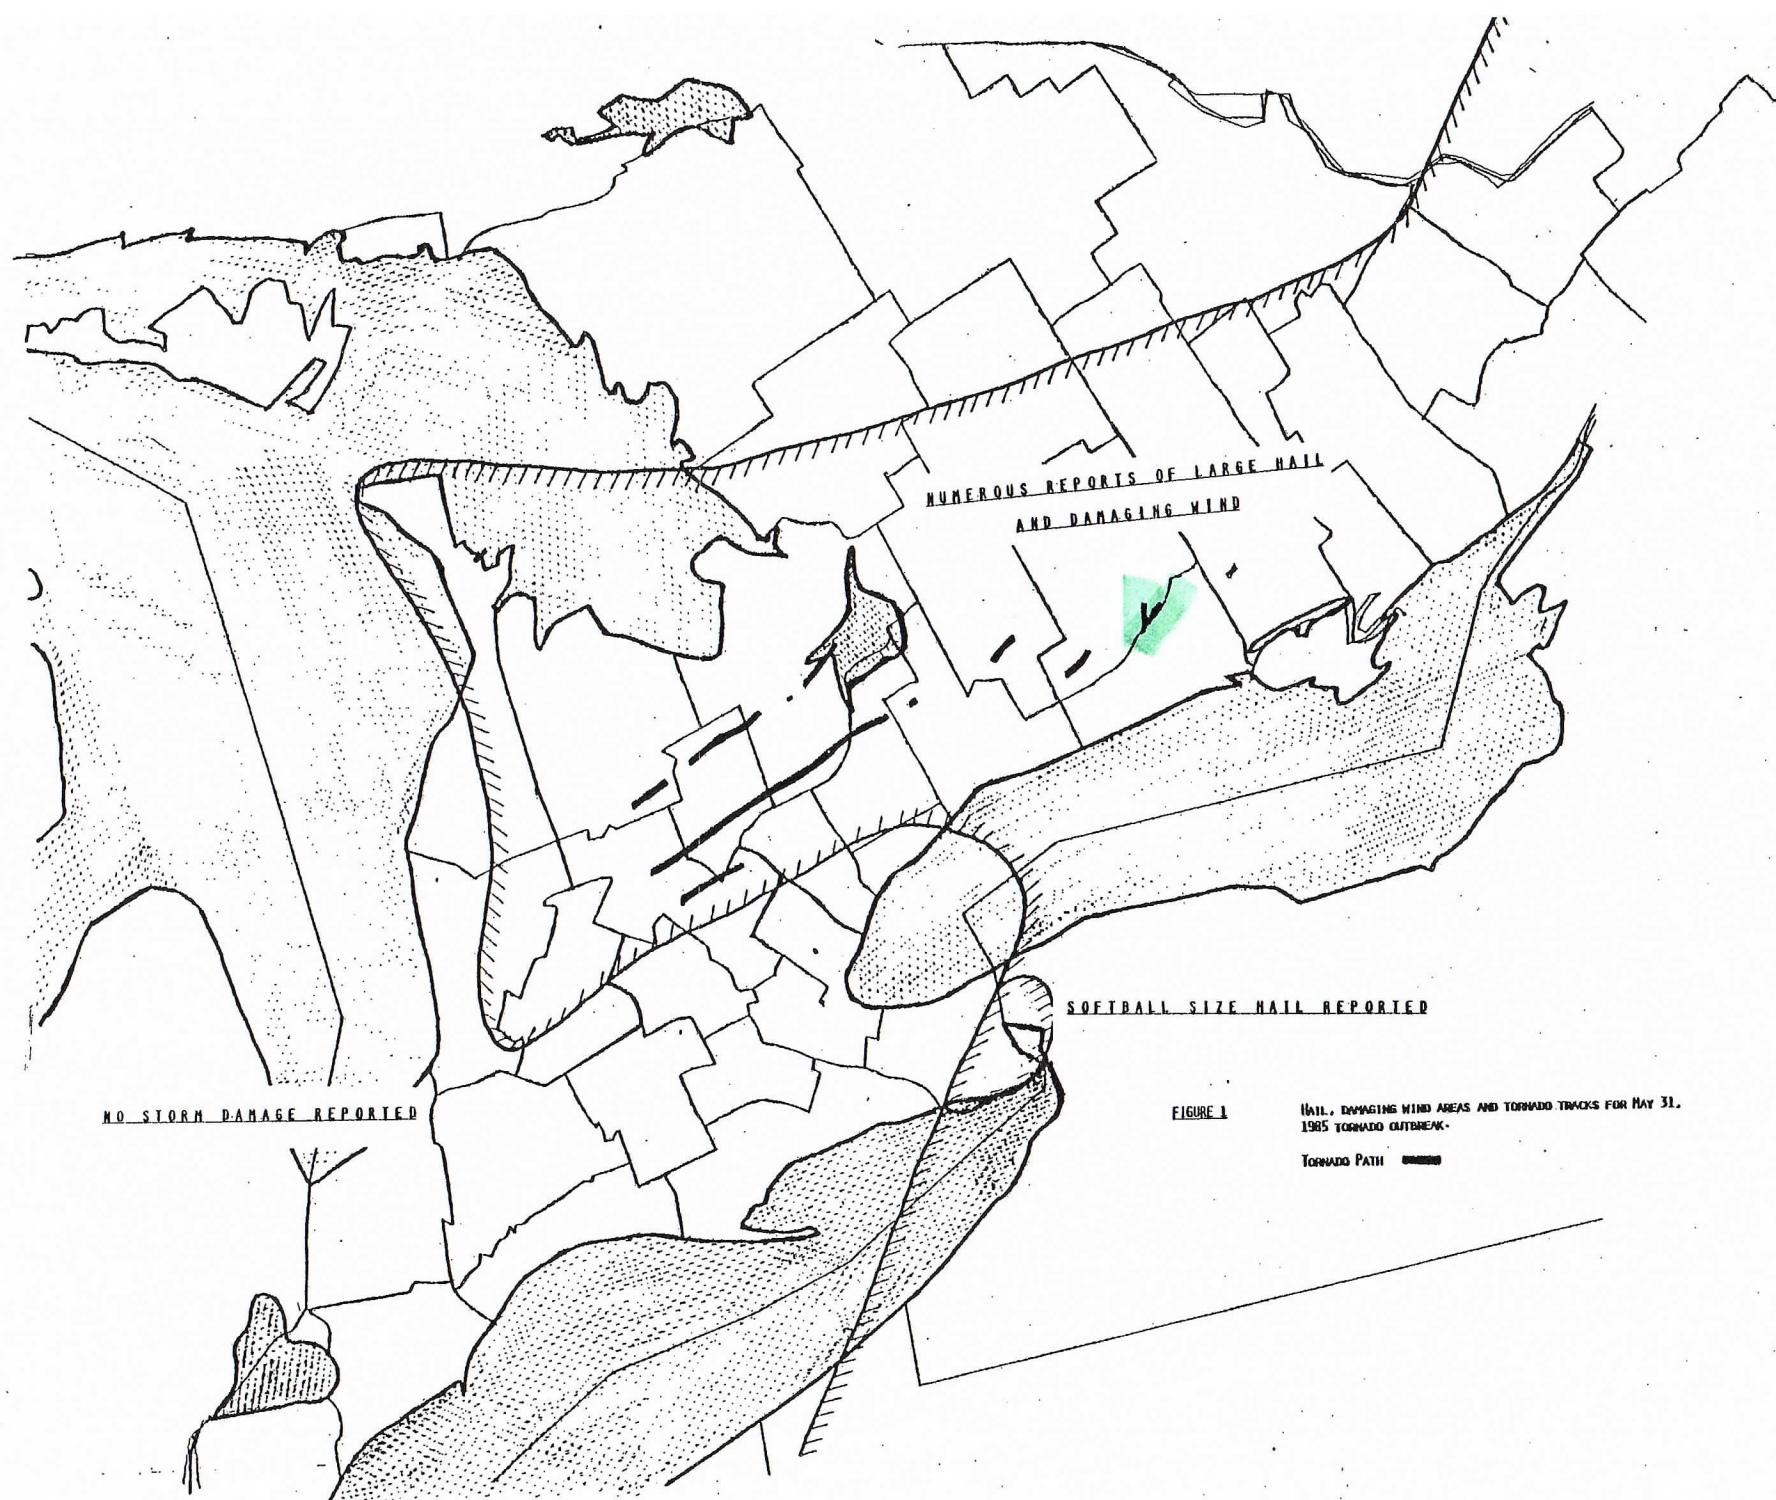 NUMEROUS REPORTS OF LARGE HAIL
AND DAMAGING WIND
SOFTBALL SIZE HAIL REPORTED
NO STORM DAMAGE REPORTED
FIGURE 1
HAIL, DAMAGING WIND AREAS AND TORNADO TRACKS FOR MAY 31,
1985 TORNADO OUTBREAK.
TORNADO PATH